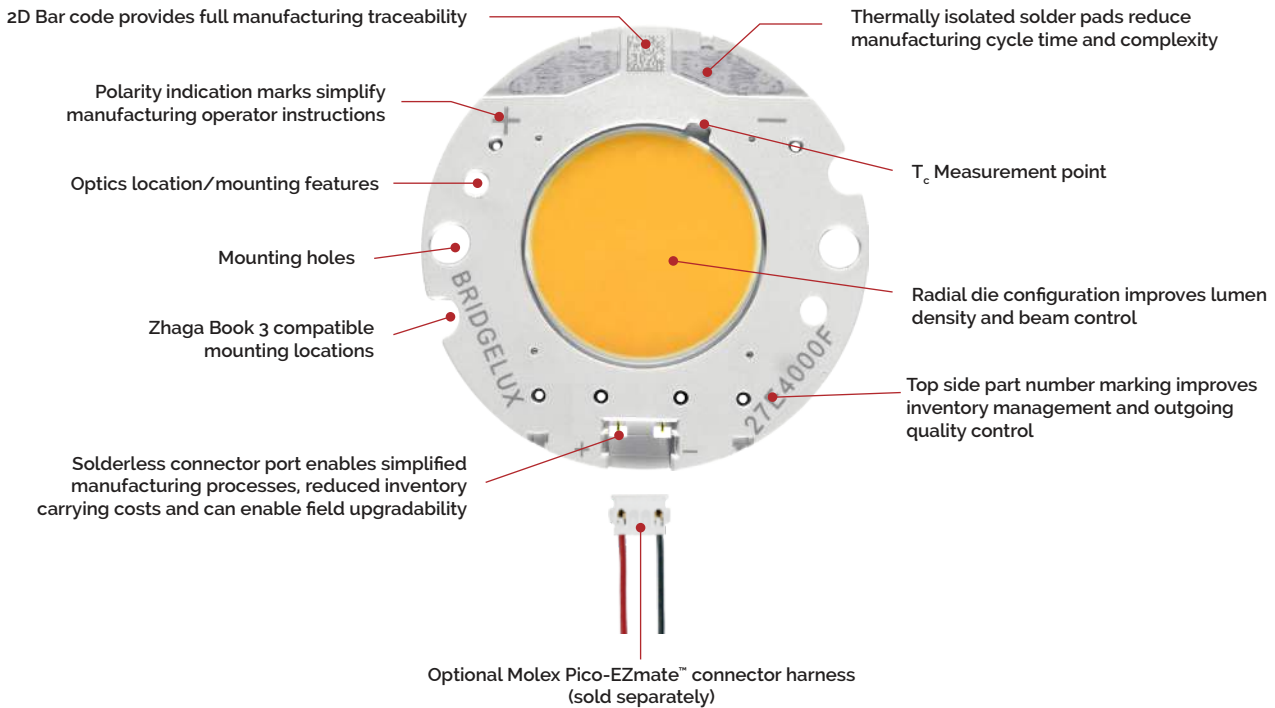 2D Bar code provides full manufacturing traceability
Thermally isolated solder pads reduce
manufacturing cycle time and complexity
Polarity indication marks simplify
manufacturing operator instructions
+
−
Optics location/mounting features
Tc Measurement point
Mounting holes
Zhaga Book 3 compatible
mounting locations
Radial die configuration improves lumen
density and beam control
BRIDGELUX
27E4000F
Top side part number marking improves
inventory management and outgoing
quality control
+
−
Solderless connector port enables simplified
manufacturing processes, reduced inventory
carrying costs and can enable field upgradability
Optional Molex Pico-EZmate™ connector harness
(sold separately)